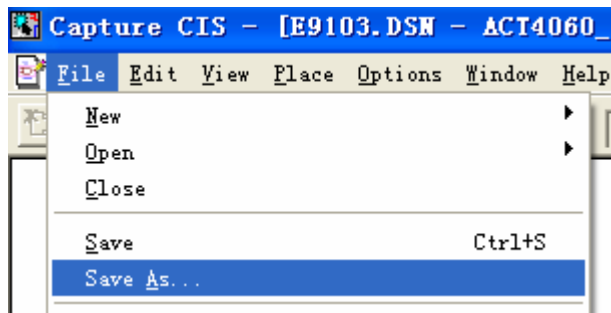 Capture CIS - [E9103.DSN - ACT4060_
File Edit View Place Options Window Help
New
Open
Close
Save Ctrl+S
Save As...